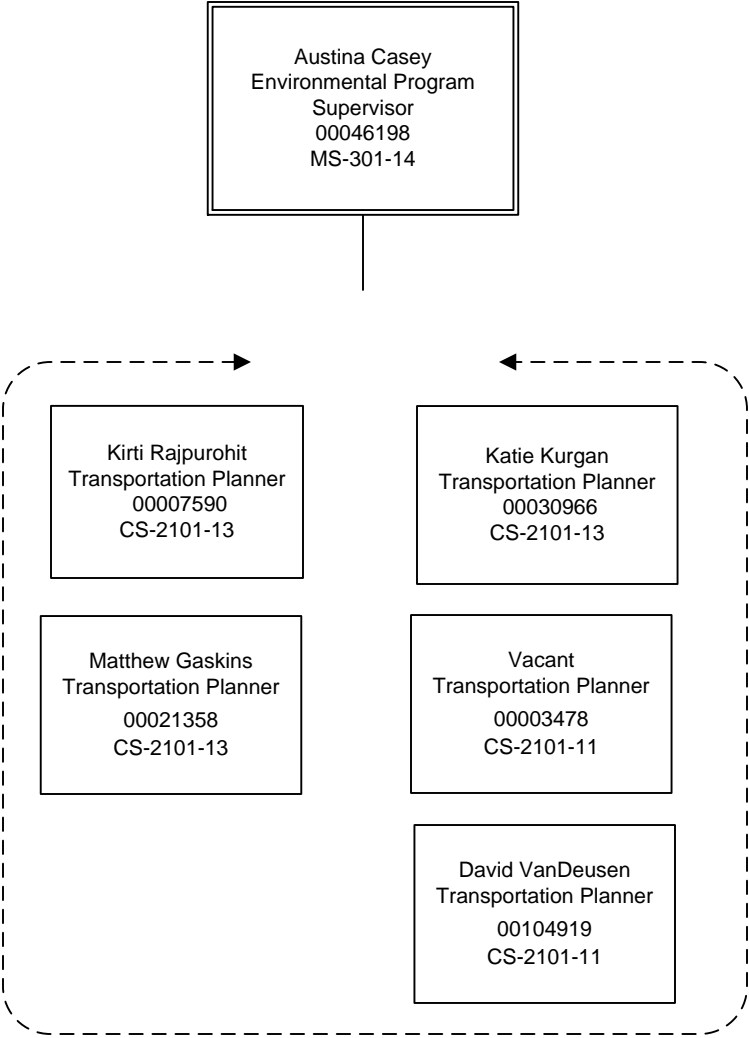 Austina Casey
Environmental Program
Supervisor
00046198
MS-301-14
Kirti Rajpurohit
Transportation Planner
00007590
CS-2101-13
Katie Kurgan
Transportation Planner
00030966
CS-2101-13
Matthew Gaskins
Transportation Planner
00021358
CS-2101-13
Vacant
Transportation Planner
00003478
CS-2101-11
David VanDeusen
Transportation Planner
00104919
CS-2101-11